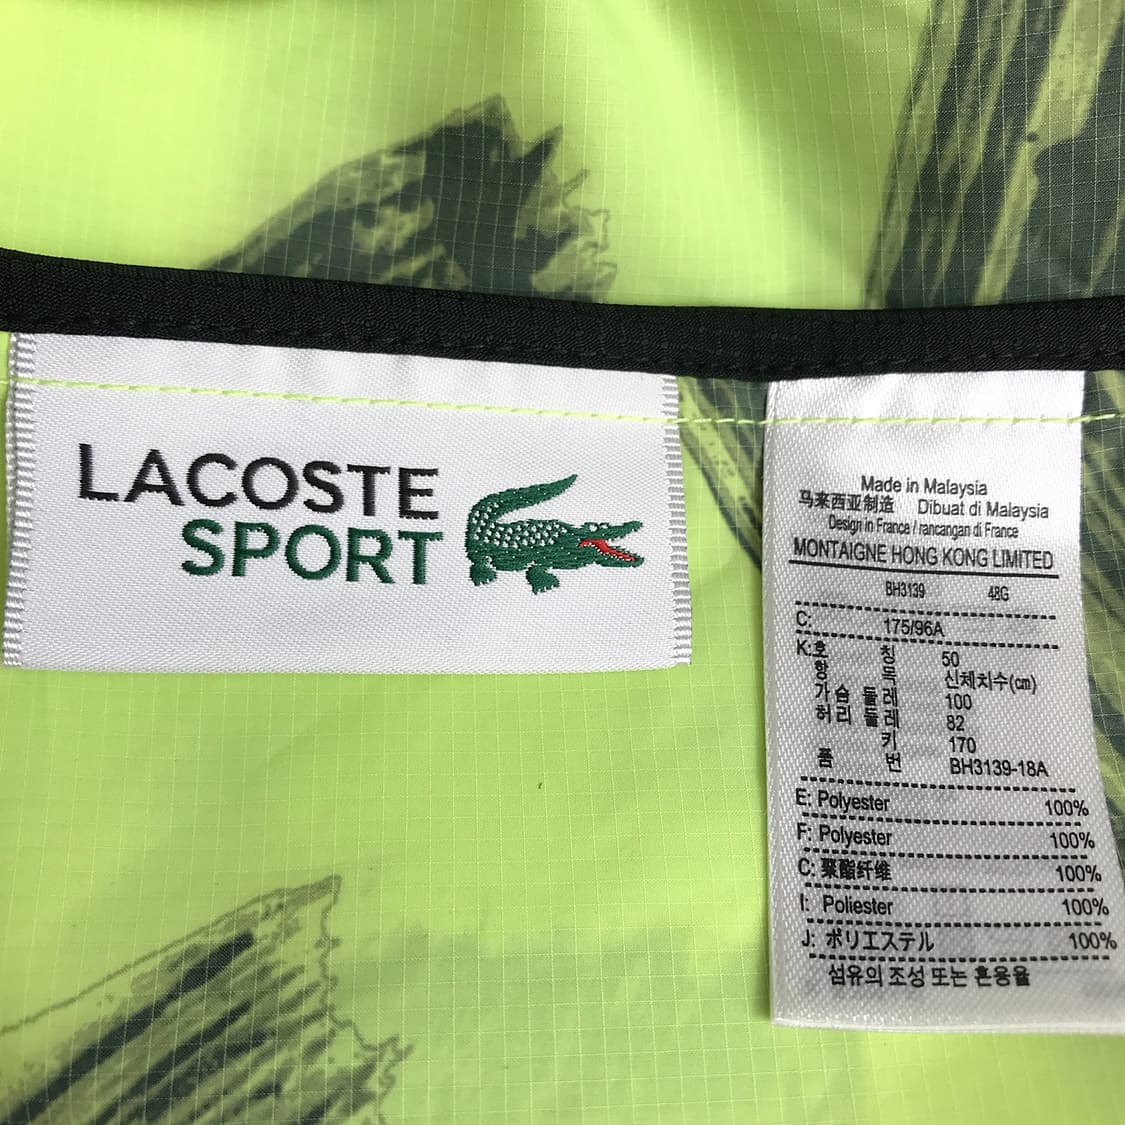 LACOSTE
SPORT
Made in Malaysia
马来西亚制造 Dibuat di Malaysia
Design in France / rancangan di France
MONTAIGNE HONG KONG LIMITED
BH3139 48G
C: 175/96A
K:호 칭 50
항 목 신체치수(㎝)
가슴 둘레 100
허리 둘레 82
키 170
품 번 BH3139-18A
E: Polyester 100%
F: Polyester 100%
C: 聚酯纤维 100%
I: Poliester 100%
J: ポリエステル 100%
섬유의 조성 또는 혼용율